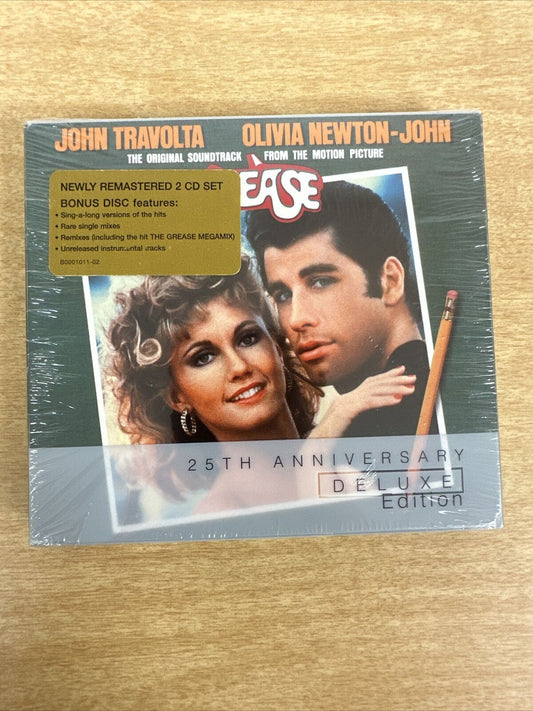 JOHN TRAVOLTA OLIVIA NEWTON-JOHN
THE ORIGINAL SOUNDTRACK FROM THE MOTION PICTURE
EASE
NEWLY REMASTERED 2 CD SET
BONUS DISC features:
• Sing-a-long versions of the hits
• Rare single mixes
• Remixes (including the hit THE GREASE MEGAMIX)
• Unreleased instrumental tracks
B0001011-02
25TH ANNIVERSARY
DELUXE
Edition